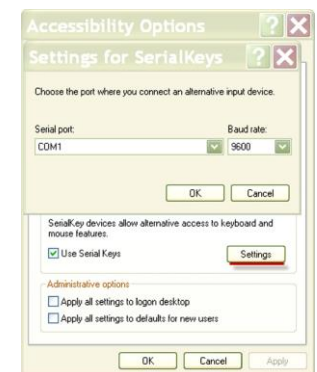 Accessibility Options
Settings for SerialKeys
Choose the port where you connect an alternative input device.
Serial port:
Baud rate:
COM1
9600
OK
Cancel
SerialKey devices allow alternative access to keyboard and
mouse features.
Use Serial Keys
Settings
Administrative options
Apply all settings to logon desktop
Apply all settings to defaults for new users
OK
Cancel
Apply